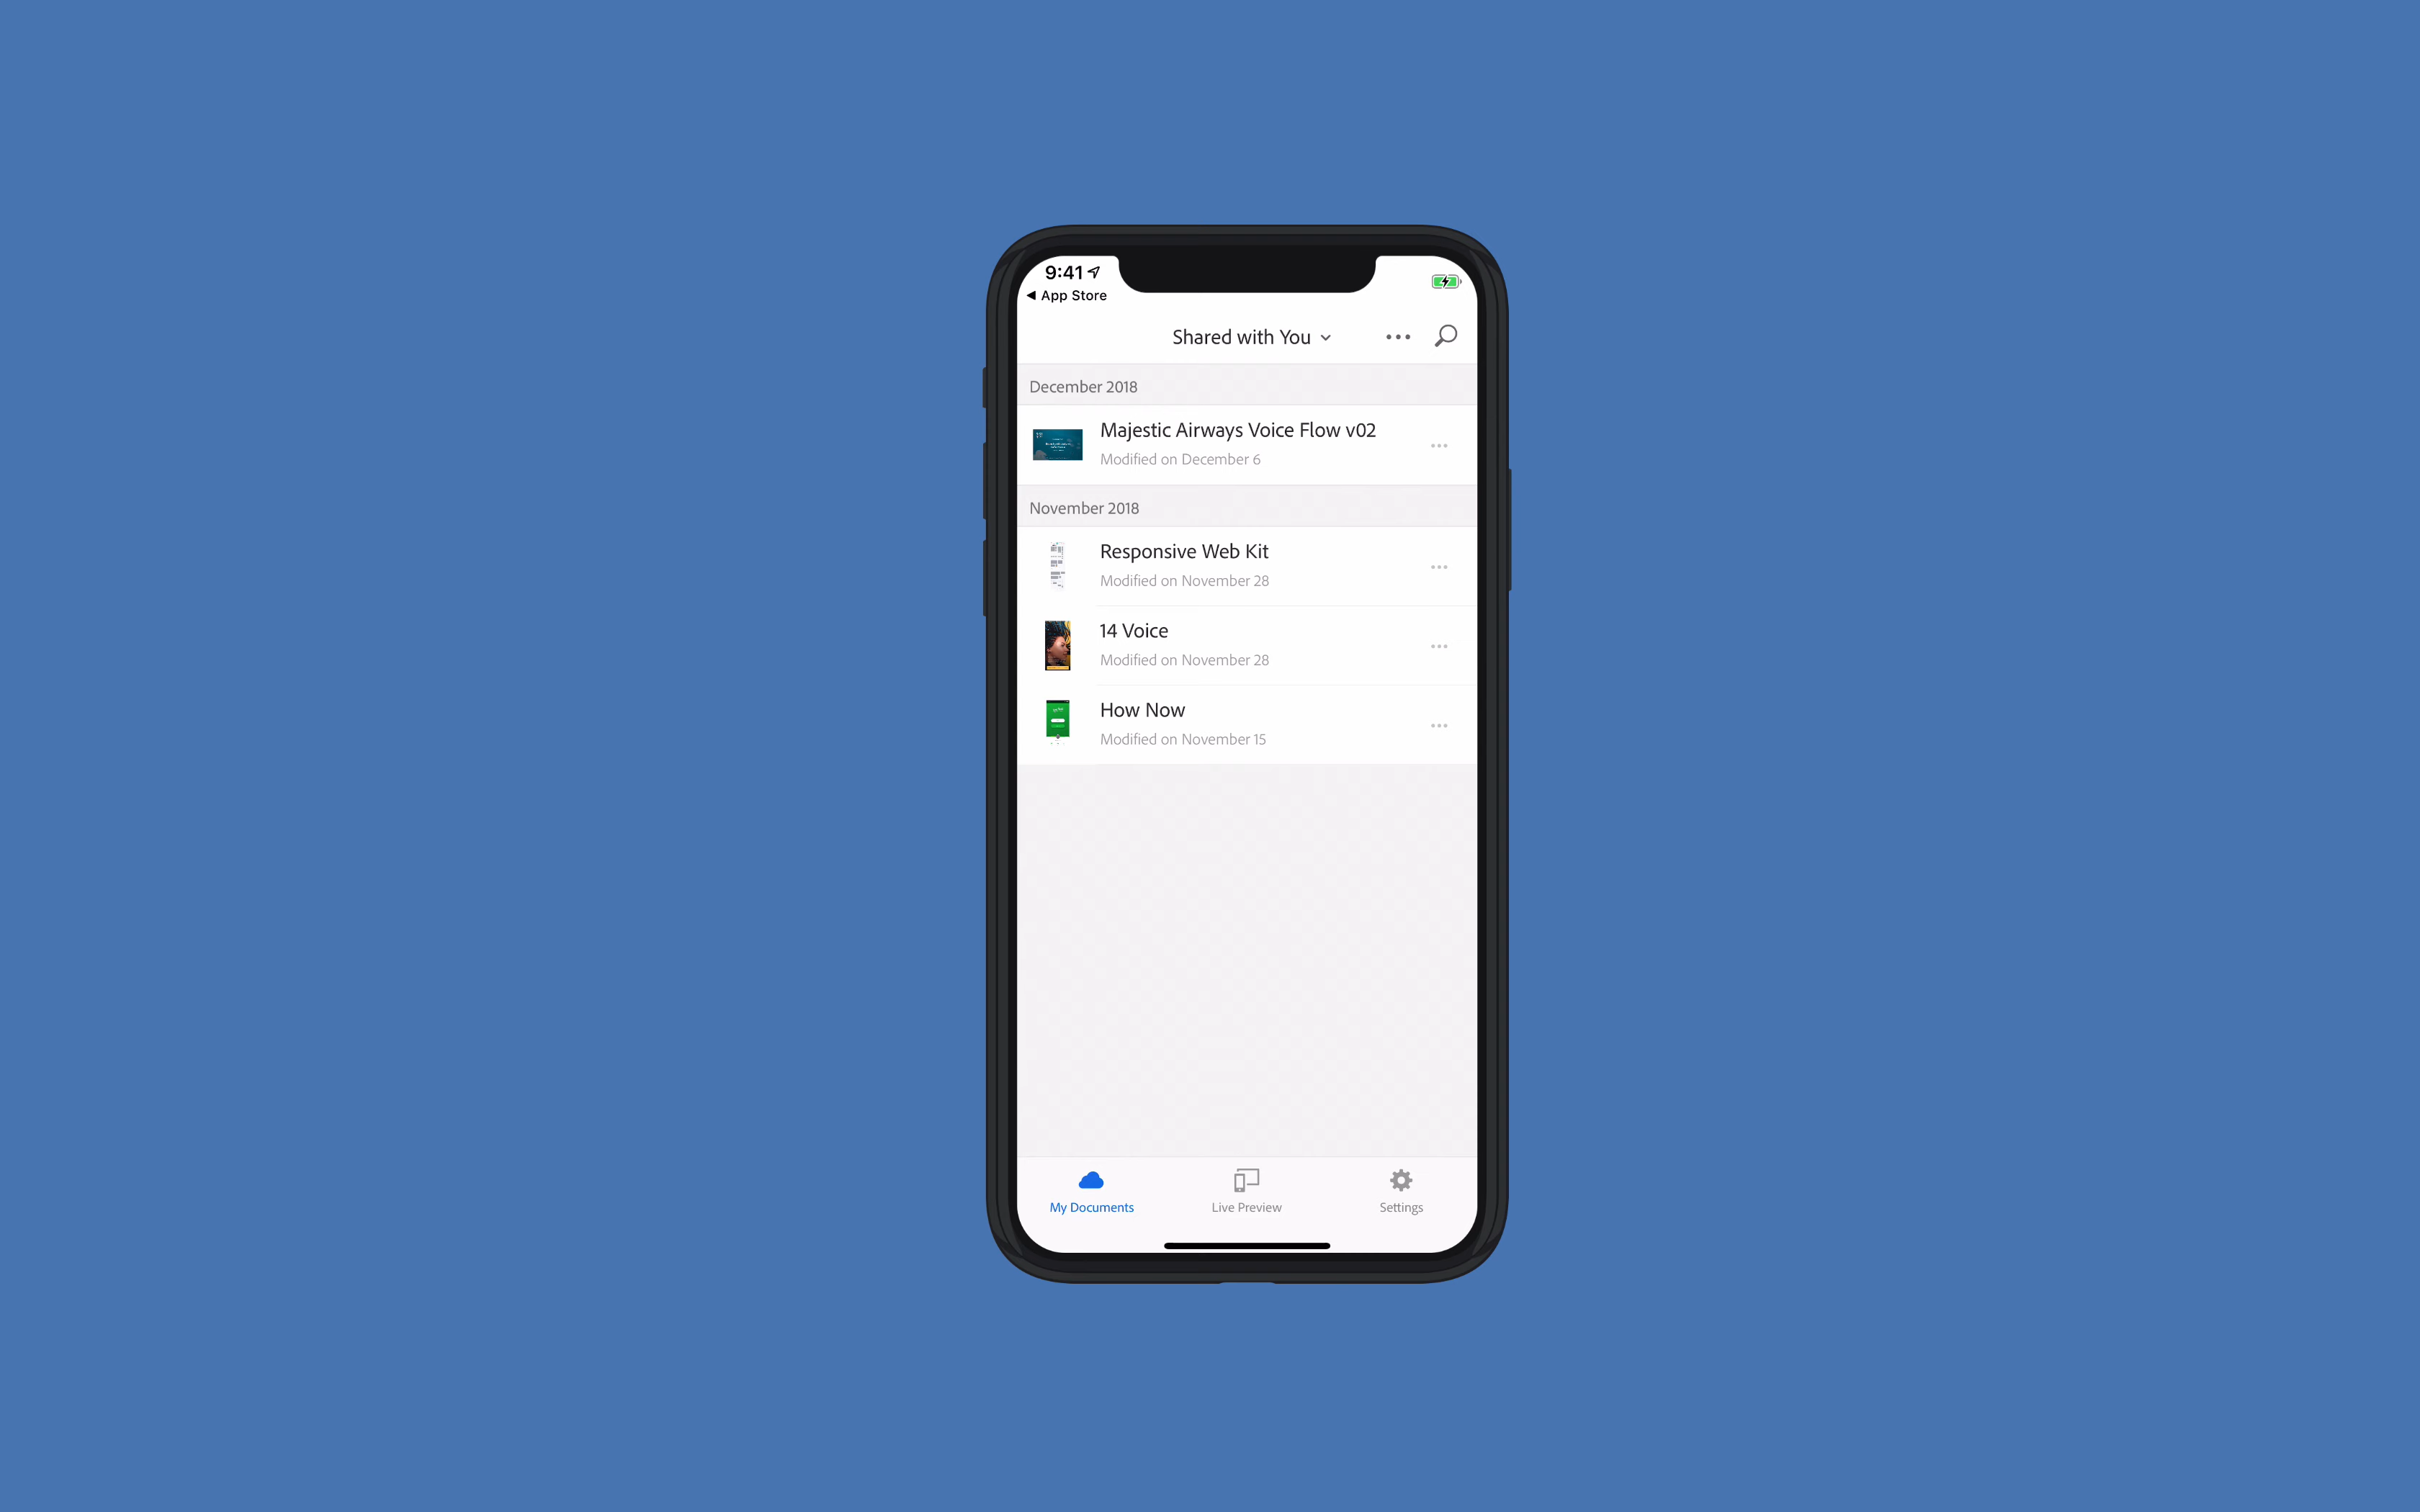 9:41
App Store
Shared with You
December 2018
Majestic Airways Voice Flow v02
Modified on December 6
November 2018
Responsive Web Kit
Modified on November 28
14 Voice
Modified on November 28
How Now
Modified on November 15
My Documents
Live Preview
Settings